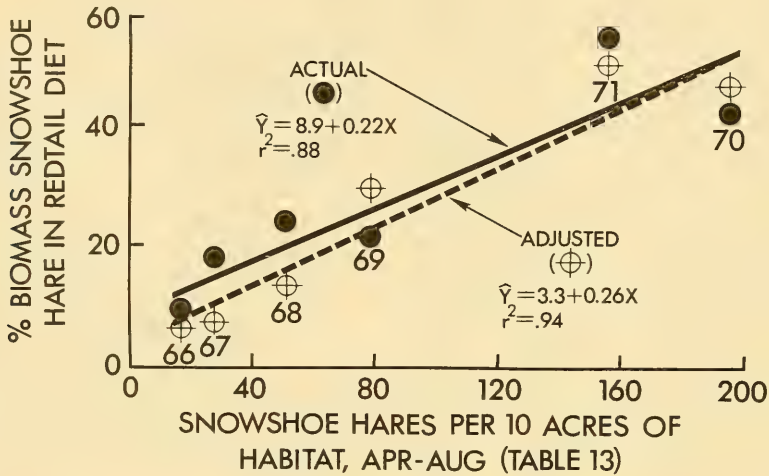 % BIOMASS SNOWSHOE
HARE IN REDTAIL DIET
60
40
20
0
ACTUAL
( )
Ŷ=8.9+0.22X
r²=.88
ADJUSTED
( )
Ŷ=3.3+0.26X
r²=.94
66
67
68
69
71
70
0
40
80
120
160
200
SNOWSHOE HARES PER 10 ACRES OF
HABITAT, APR-AUG (TABLE 13)